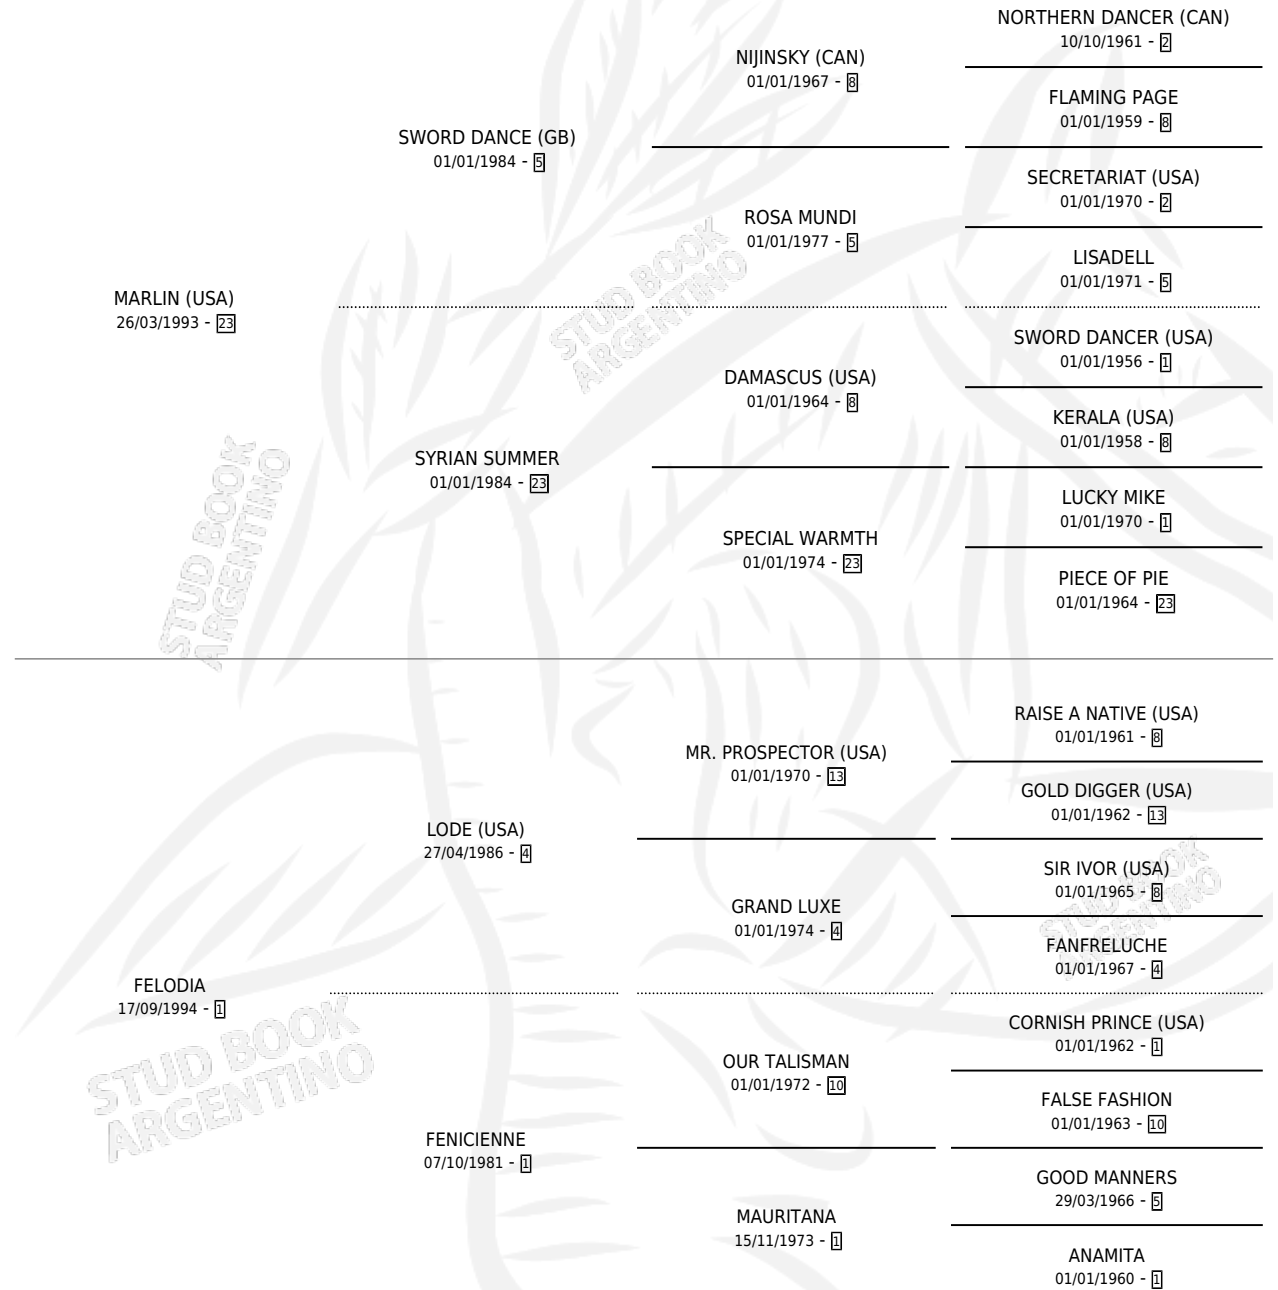 NORTHERN DANCER (CAN)
10/10/1961 - 2
NIJINSKY (CAN)
01/01/1967 - 8
FLAMING PAGE
01/01/1959 - 8
SWORD DANCE (GB)
01/01/1984 - 5
SECRETARIAT (USA)
01/01/1970 - 2
ROSA MUNDI
01/01/1977 - 5
LISADELL
01/01/1971 - 5
MARLIN (USA)
26/03/1993 - 23
SWORD DANCER (USA)
01/01/1956 - 1
DAMASCUS (USA)
01/01/1964 - 8
KERALA (USA)
01/01/1958 - 8
SYRIAN SUMMER
01/01/1984 - 23
LUCKY MIKE
01/01/1970 - 1
SPECIAL WARMTH
01/01/1974 - 23
PIECE OF PIE
01/01/1964 - 23
RAISE A NATIVE (USA)
01/01/1961 - 8
MR. PROSPECTOR (USA)
01/01/1970 - 13
GOLD DIGGER (USA)
01/01/1962 - 13
LODE (USA)
27/04/1986 - 4
SIR IVOR (USA)
01/01/1965 - 8
GRAND LUXE
01/01/1974 - 4
FANFRELUCHE
01/01/1967 - 4
FELODIA
17/09/1994 - 1
CORNISH PRINCE (USA)
01/01/1962 - 1
OUR TALISMAN
01/01/1972 - 10
FALSE FASHION
01/01/1963 - 10
FENICIENNE
07/10/1981 - 1
GOOD MANNERS
29/03/1966 - 5
MAURITANA
15/11/1973 - 1
ANAMITA
01/01/1960 - 1
STUD BOOK
ARGENTINO
STUD BOOK
ARGENTINO
STUD BOOK
ARGENTINO
STUD BOOK
ARGENTINO